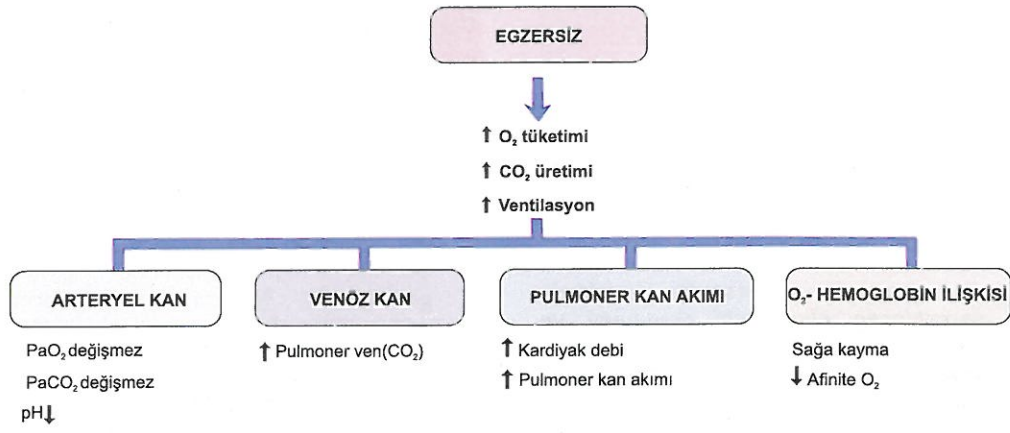 EGZERSİZ
↑ O₂ tüketimi
↑ CO₂ üretimi
↑ Ventilasyon
ARTERYEL KAN
PaO₂ değişmez
PaCO₂ değişmez
pH↓
VENÖZ KAN
↑ Pulmoner ven(CO₂)
PULMONER KAN AKIMI
↑ Kardiyak debi
↑ Pulmoner kan akımı
O₂- HEMOGLOBİN İLİŞKİSİ
Sağa kayma
↓ Afinite O₂